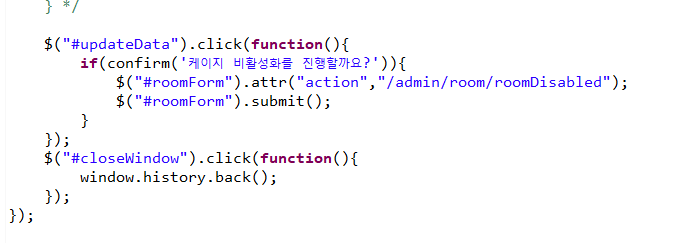 } */
$("#updateData").click(function(){
if(confirm('케이지 비활성화를 진행할까요?')){
$("#roomForm").attr("action","/admin/room/roomDisabled");
$("#roomForm").submit();
}
});
$("#closeWindow").click(function(){
window.history.back();
});
});